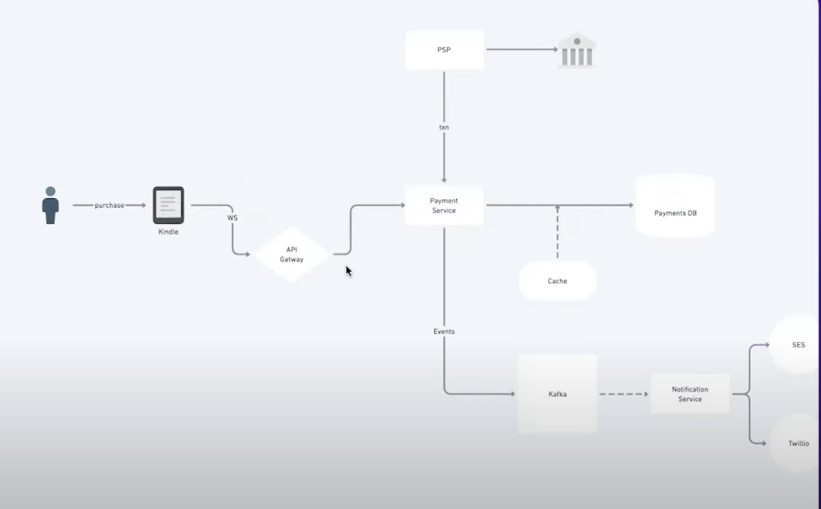 PSP
txn
purchase
Kindle
WS
API
Gatway
Payment
Service
Payments DB
Cache
Events
Kafka
Notification
Service
SES
Twillio